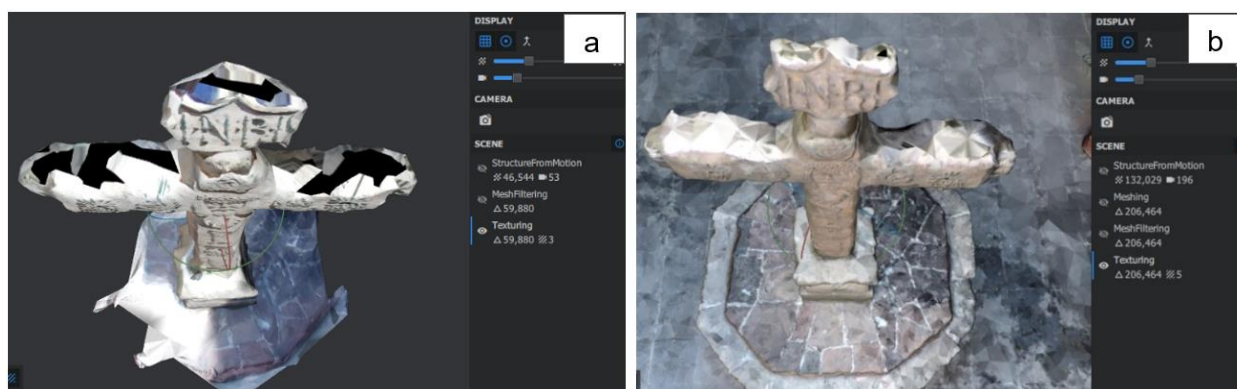 a
DISPLAY
CAMERA
SCENE
StructureFromMotion
46,544 53
MeshFiltering
59,880
Texturing
59,880 3
b
INRI
DISPLAY
CAMERA
SCENE
StructureFromMotion
132,029 196
Meshing
206,464
MeshFiltering
206,464
Texturing
206,464 5